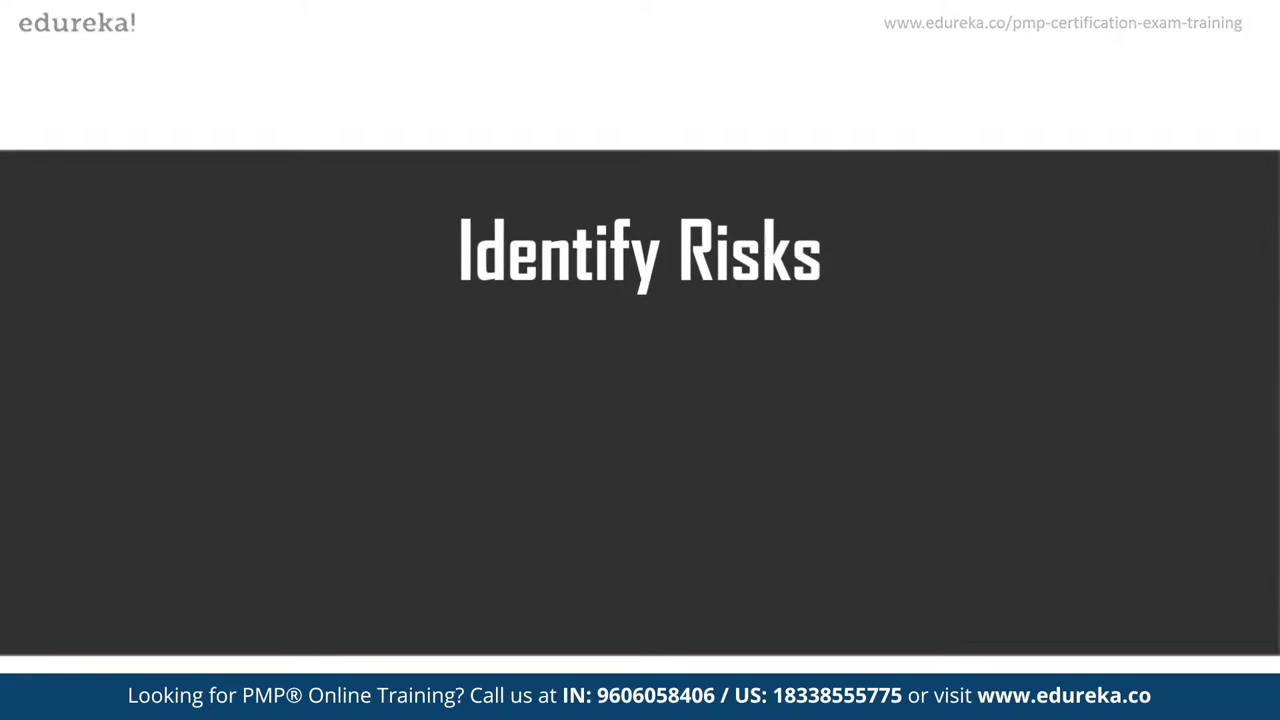 edureka!
www.edureka.co/pmp-certification-exam-training
Identify Risks
Looking for PMP® Online Training? Call us at IN: 9606058406 / US: 18338555775 or visit www.edureka.co